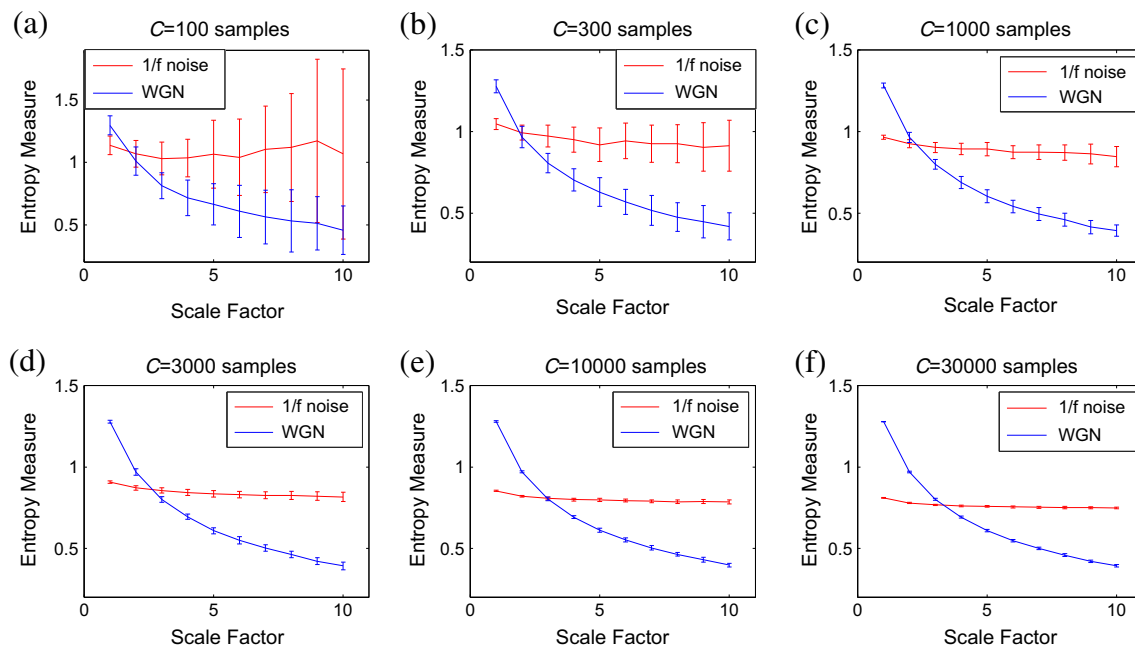 (a)
C=100 samples
1/f noise
WGN
1.5
1
0.5
0
5
10
Entropy Measure
Scale Factor
(b)
C=300 samples
1/f noise
WGN
1.5
1
0.5
0
5
10
Entropy Measure
Scale Factor
(c)
C=1000 samples
1/f noise
WGN
1.5
1
0.5
0
5
10
Entropy Measure
Scale Factor
(d)
C=3000 samples
1/f noise
WGN
1.5
1
0.5
0
5
10
Entropy Measure
Scale Factor
(e)
C=10000 samples
1/f noise
WGN
1.5
1
0.5
0
5
10
Entropy Measure
Scale Factor
(f)
C=30000 samples
1/f noise
WGN
1.5
1
0.5
0
5
10
Entropy Measure
Scale Factor